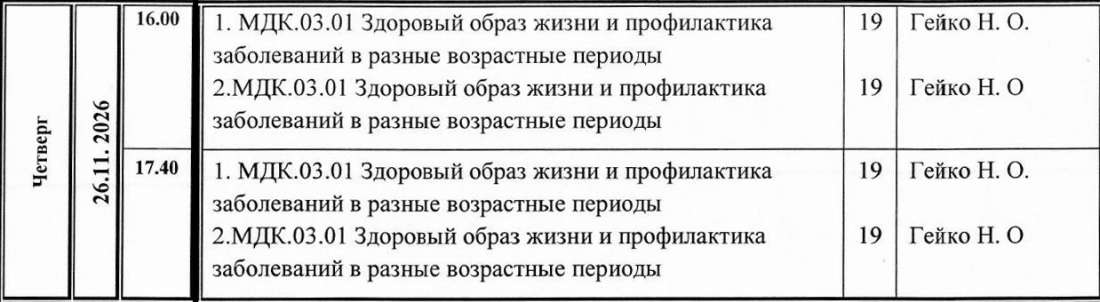 Четверг
26.11. 2026
16.00
1. МДК.03.01 Здоровый образ жизни и профилактика
19
Гейко Н. О.
заболеваний в разные возрастные периоды
2.МДК.03.01 Здоровый образ жизни и профилактика
19
Гейко Н. О
заболеваний в разные возрастные периоды
17.40
1. МДК.03.01 Здоровый образ жизни и профилактика
19
Гейко Н. О.
заболеваний в разные возрастные периоды
2.МДК.03.01 Здоровый образ жизни и профилактика
19
Гейко Н. О
заболеваний в разные возрастные периоды